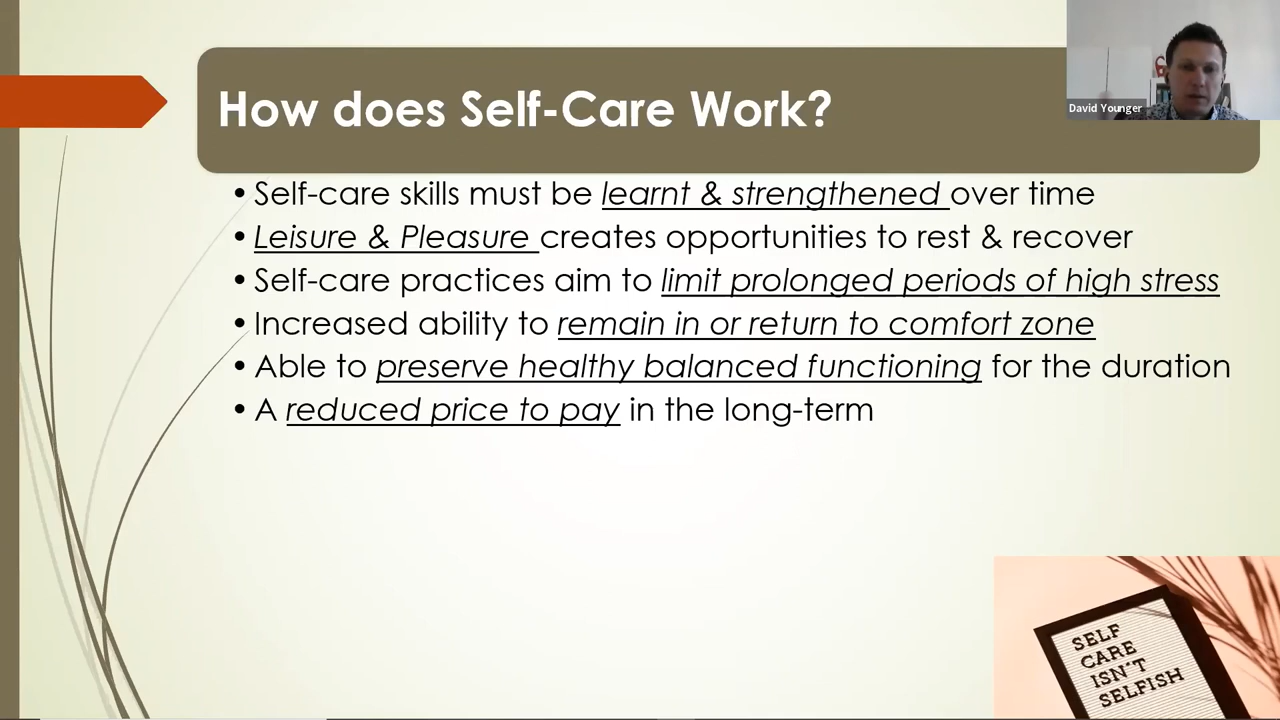 How does Self-Care Work?
David Younger
• Self-care skills must be learnt & strengthened over time
• Leisure & Pleasure creates opportunities to rest & recover
• Self-care practices aim to limit prolonged periods of high stress
• Increased ability to remain in or return to comfort zone
• Able to preserve healthy balanced functioning for the duration
• A reduced price to pay in the long-term
SELF
CARE
ISN'T
SELFISH